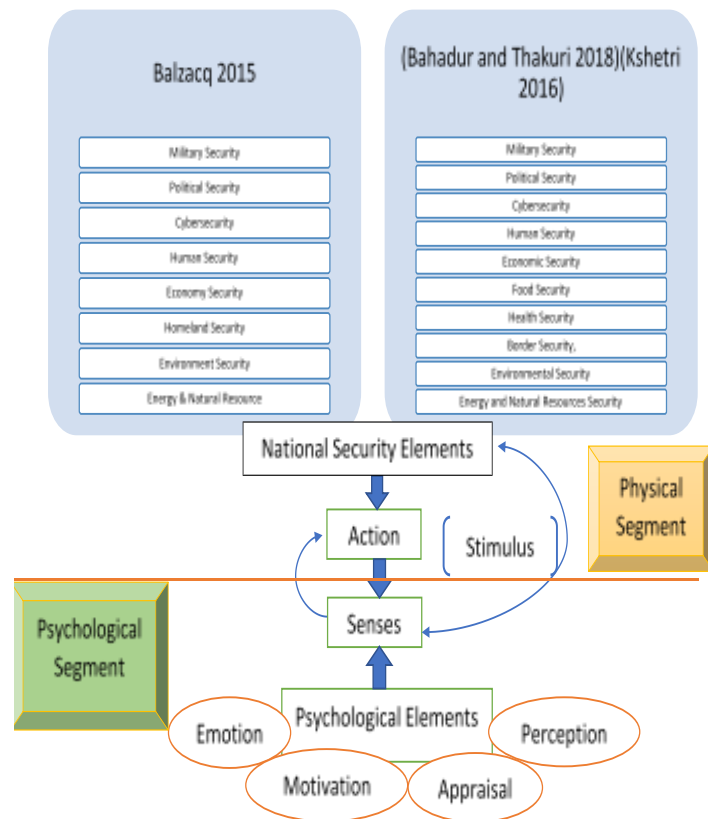 Balzacq 2015
Military Security
Political Security
Cybersecurity
Human Security
Economy Security
Homeland Security
Environment Security
Energy & Natural Resource
(Bahadur and Thakuri 2018)(Kshetri
2016)
Military Security
Political Security
Cybersecurity
Human Security
Economic Security
Food Security
Health Security
Border Security,
Environmental Security
Energy and Natural Resources Security
National Security Elements
Physical
Segment
Action
Stimulus
Psychological
Segment
Senses
Psychological Elements
Emotion
Perception
Motivation
Appraisal